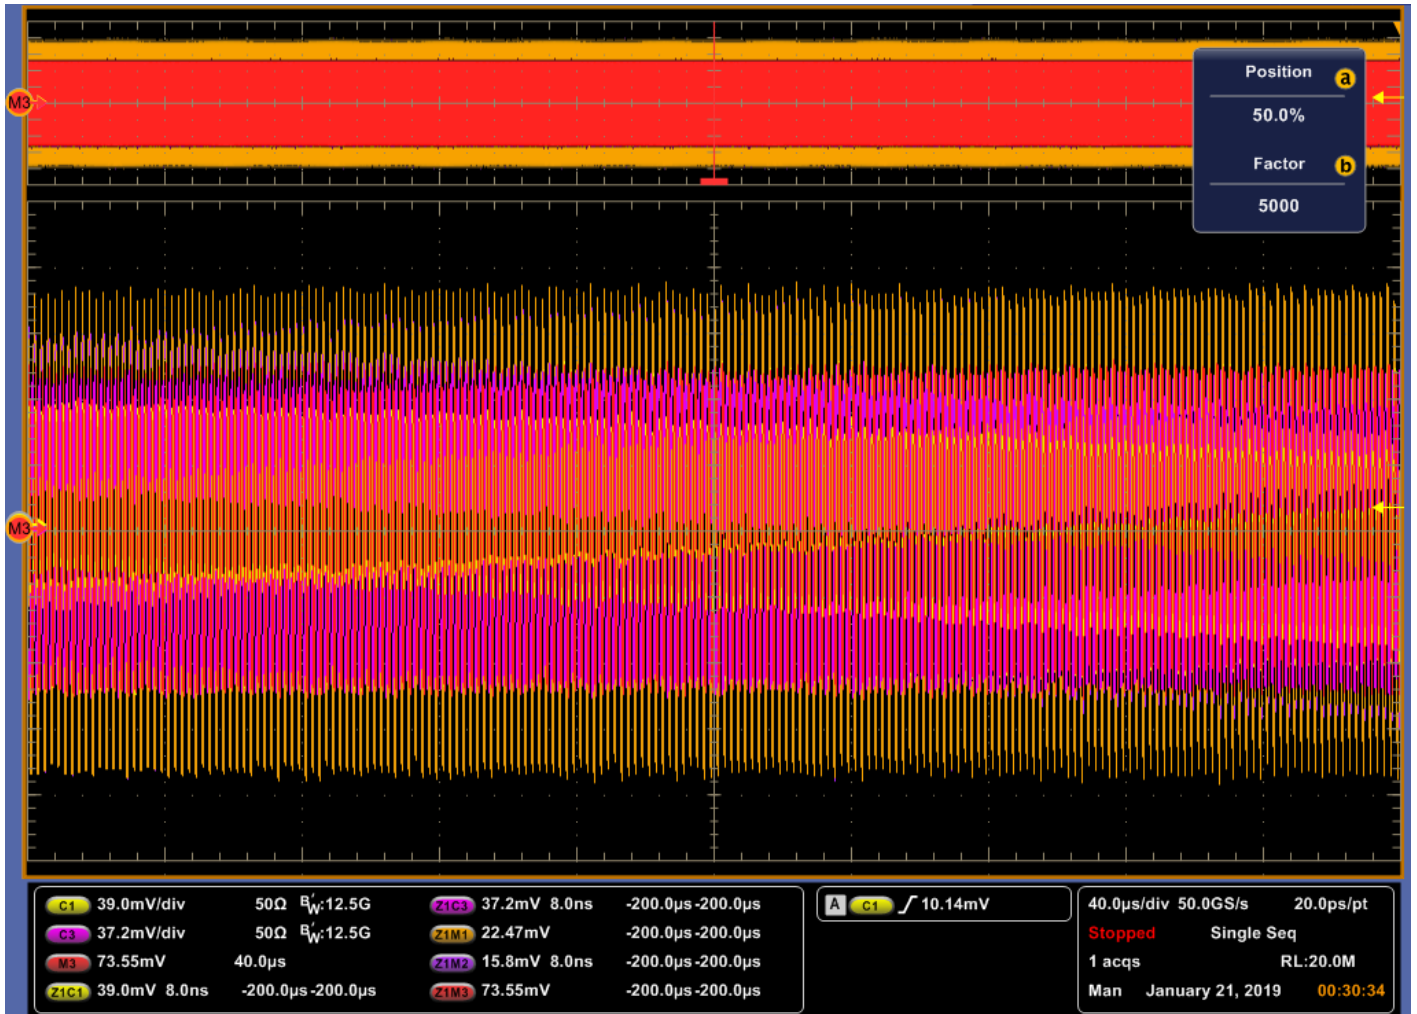 M3
Position a
50.0%
Factor b
5000
M3
C1 39.0mV/div 50Ω BW:12.5G
C3 37.2mV/div 50Ω BW:12.5G
M3 73.55mV 40.0µs
Z1C1 39.0mV 8.0ns -200.0µs-200.0µs
Z1C3 37.2mV 8.0ns -200.0µs-200.0µs
Z1M1 22.47mV -200.0µs-200.0µs
Z1M2 15.8mV 8.0ns -200.0µs-200.0µs
Z1M3 73.55mV -200.0µs-200.0µs
A C1 10.14mV
40.0µs/div 50.0GS/s 20.0ps/pt
Stopped Single Seq
1 acqs RL:20.0M
Man January 21, 2019 00:30:34